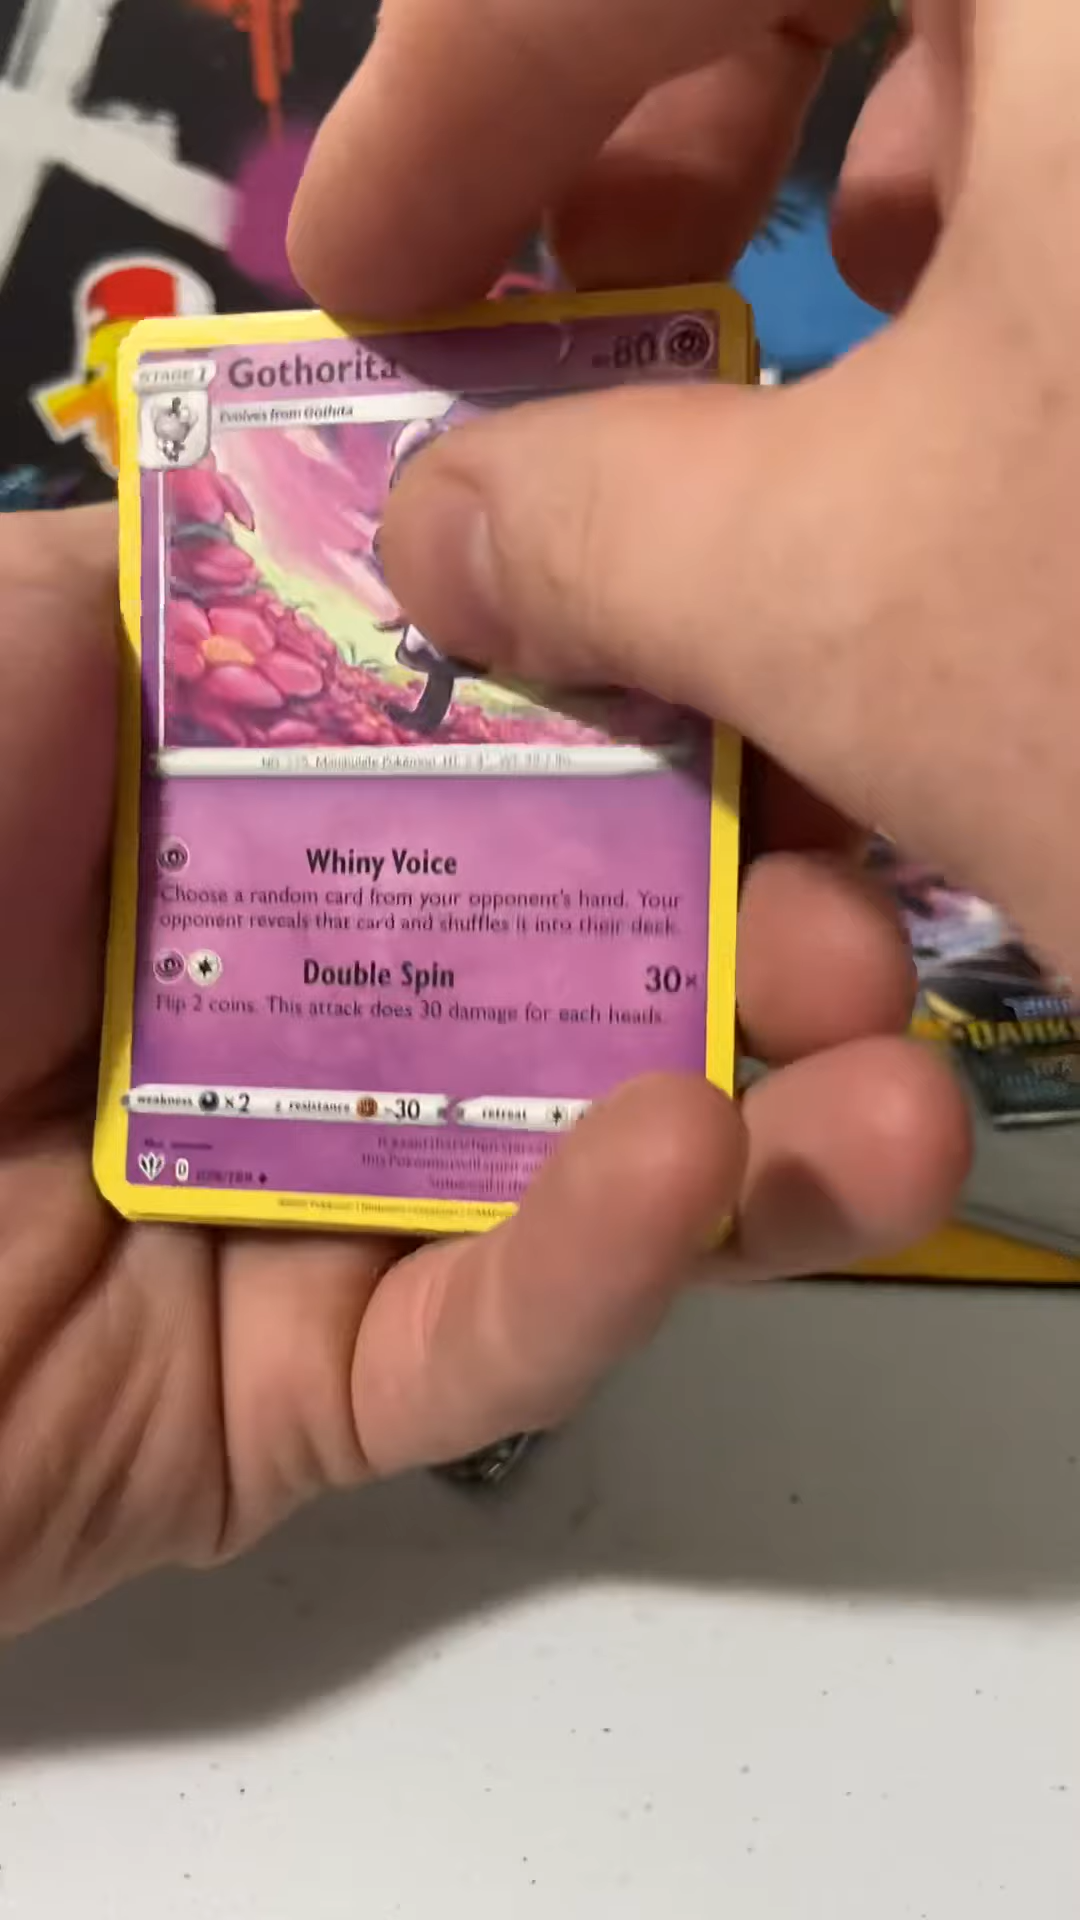 STAGE 1
Gothorita
80
Evolves from Gothita
Whiny Voice
Choose a random card from your opponent's hand. Your
opponent reveals that card and shuffles it into their deck.
Double Spin 30×
Flip 2 coins. This attack does 30 damage for each heads.
weakness ×2 resistance -30 retreat
D
DARKN